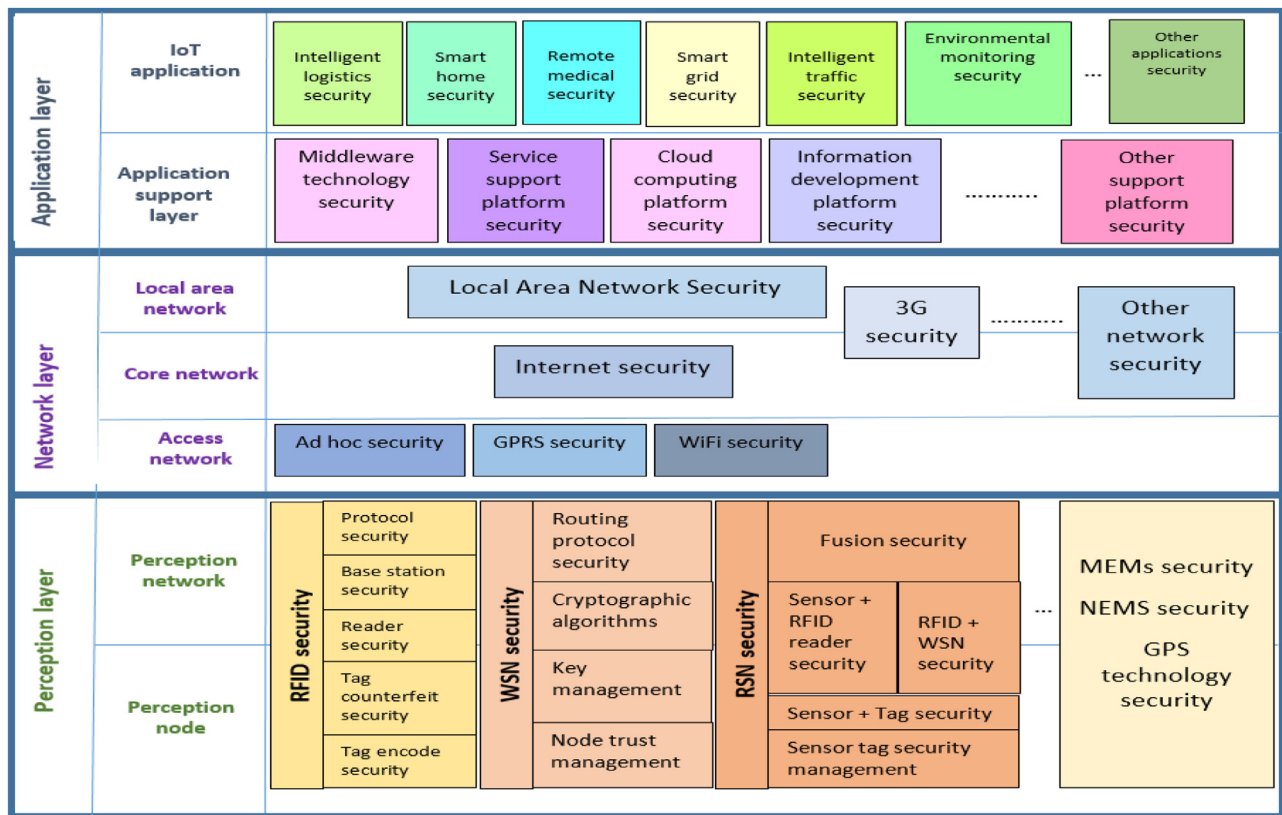 Application layer
IoT
application
Intelligent
logistics
security
Smart
home
security
Remote
medical
security
Smart
grid
security
Intelligent
traffic
security
Environmental
monitoring
security
...
Other
applications
security
Application
support
layer
Middleware
technology
security
Service
support
platform
security
Cloud
computing
platform
security
Information
development
platform
security
..........
Other
support
platform
security
Network layer
Local area
network
Local Area Network Security
3G
security
..........
Other
network
security
Core network
Internet security
Access
network
Ad hoc security
GPRS security
WiFi security
Perception layer
Perception
network
Perception
node
RFID security
Protocol
security
Base station
security
Reader
security
Tag
counterfeit
security
Tag encode
security
WSN security
Routing
protocol
security
Cryptographic
algorithms
Key
management
Node trust
management
RSN security
Fusion security
Sensor +
RFID
reader
security
RFID +
WSN
security
Sensor + Tag security
Sensor tag security
management
...
MEMs security
NEMS security
GPS
technology
security